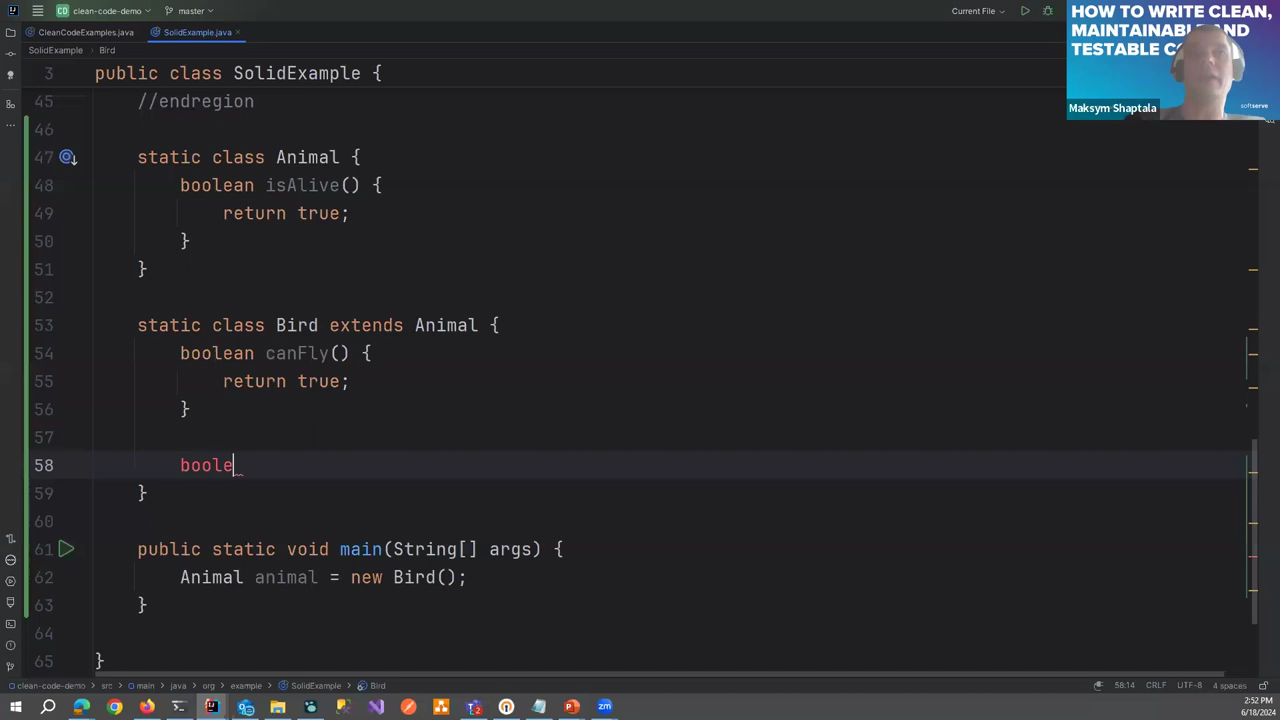 clean-code-demo
master
Current File
CleanCodeExamples.java
SolidExample.java
SolidExample
Bird
HOW TO WRITE CLEAN,
MAINTAINABLE AND
TESTABLE
Maksym Shaptala
softserve
3 public class SolidExample {
45 //endregion
46
47 static class Animal {
48 boolean isAlive() {
49 return true;
50 }
51 }
52
53 static class Bird extends Animal {
54 boolean canFly() {
55 return true;
56 }
57
58 boole
59 }
60
61 public static void main(String[] args) {
62 Animal animal = new Bird();
63 }
64
65 }
clean-code-demo > src > main > java > org > example > SolidExample > Bird
58:14 CRLF UTF-8 4 spaces
2:52 PM
6/18/2024